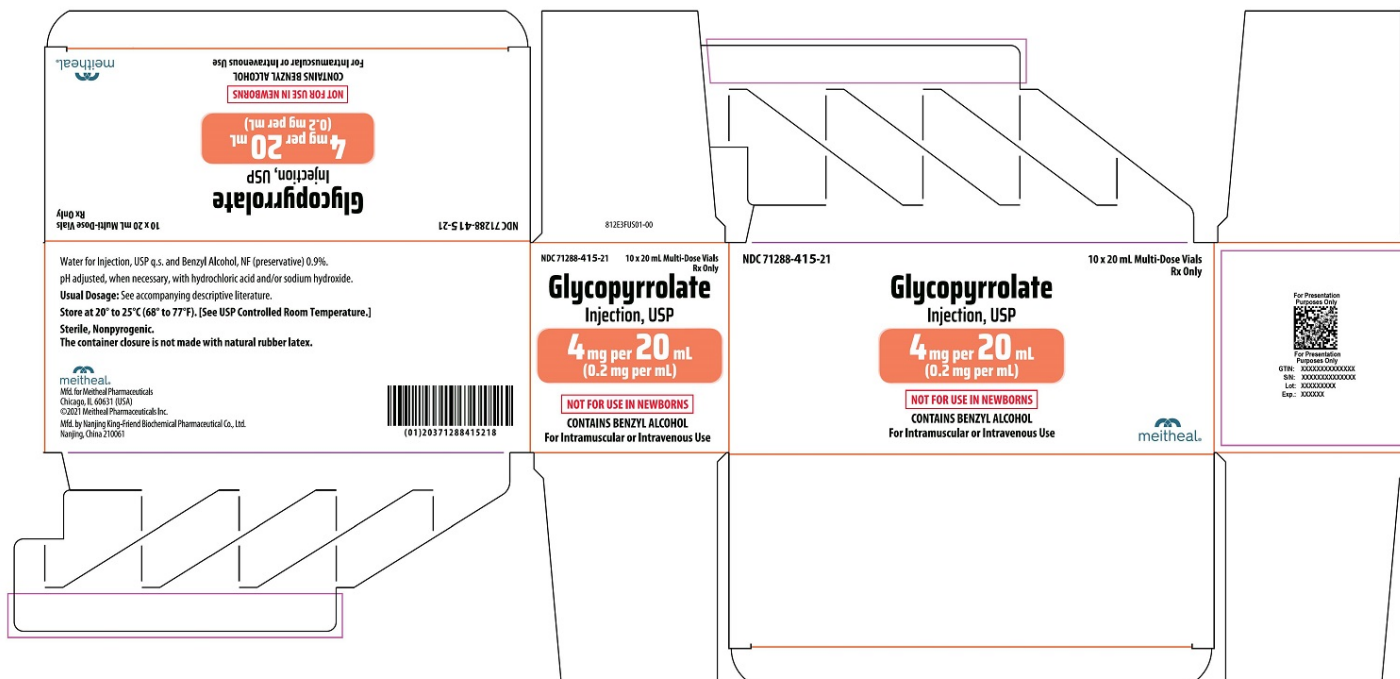 NDC 71288-415-21
10 x 20 mL Multi-Dose Vials
Rx Only
Glycopyrrolate
Injection, USP
4 mg per 20 mL
(0.2 mg per mL)
NOT FOR USE IN NEWBORNS
CONTAINS BENZYL ALCOHOL
For Intramuscular or Intravenous Use
meitheal®
Water for Injection, USP q.s. and Benzyl Alcohol, NF (preservative) 0.9%.
pH adjusted, when necessary, with hydrochloric acid and/or sodium hydroxide.
Usual Dosage: See accompanying descriptive literature.
Store at 20° to 25°C (68° to 77°F). [See USP Controlled Room Temperature.]
Sterile, Nonpyrogenic.
The container closure is not made with natural rubber latex.
meitheal®
Mfd. for Meitheal Pharmaceuticals
Chicago, IL 60631 (USA)
©2021 Meitheal Pharmaceuticals Inc.
Mfd. by Nanjing King-Friend Biochemical Pharmaceutical Co., Ltd.
Nanjing, China 210061
(01)20371288415218
812E3FUS01-00
NDC 71288-415-21 10 x 20 mL Multi-Dose Vials
Rx Only
Glycopyrrolate
Injection, USP
4 mg per 20 mL
(0.2 mg per mL)
NOT FOR USE IN NEWBORNS
CONTAINS BENZYL ALCOHOL
For Intramuscular or Intravenous Use
NDC 71288-415-21 10 x 20 mL Multi-Dose Vials
Rx Only
Glycopyrrolate
Injection, USP
4 mg per 20 mL
(0.2 mg per mL)
NOT FOR USE IN NEWBORNS
CONTAINS BENZYL ALCOHOL
For Intramuscular or Intravenous Use
meitheal®
For Presentation
Purposes Only
For Presentation
Purposes Only
GTIN: XXXXXXXXXXXXXX
S/N: XXXXXXXXXXXXXX
Lot: XXXXXXXXX
Exp.: XXXXXX